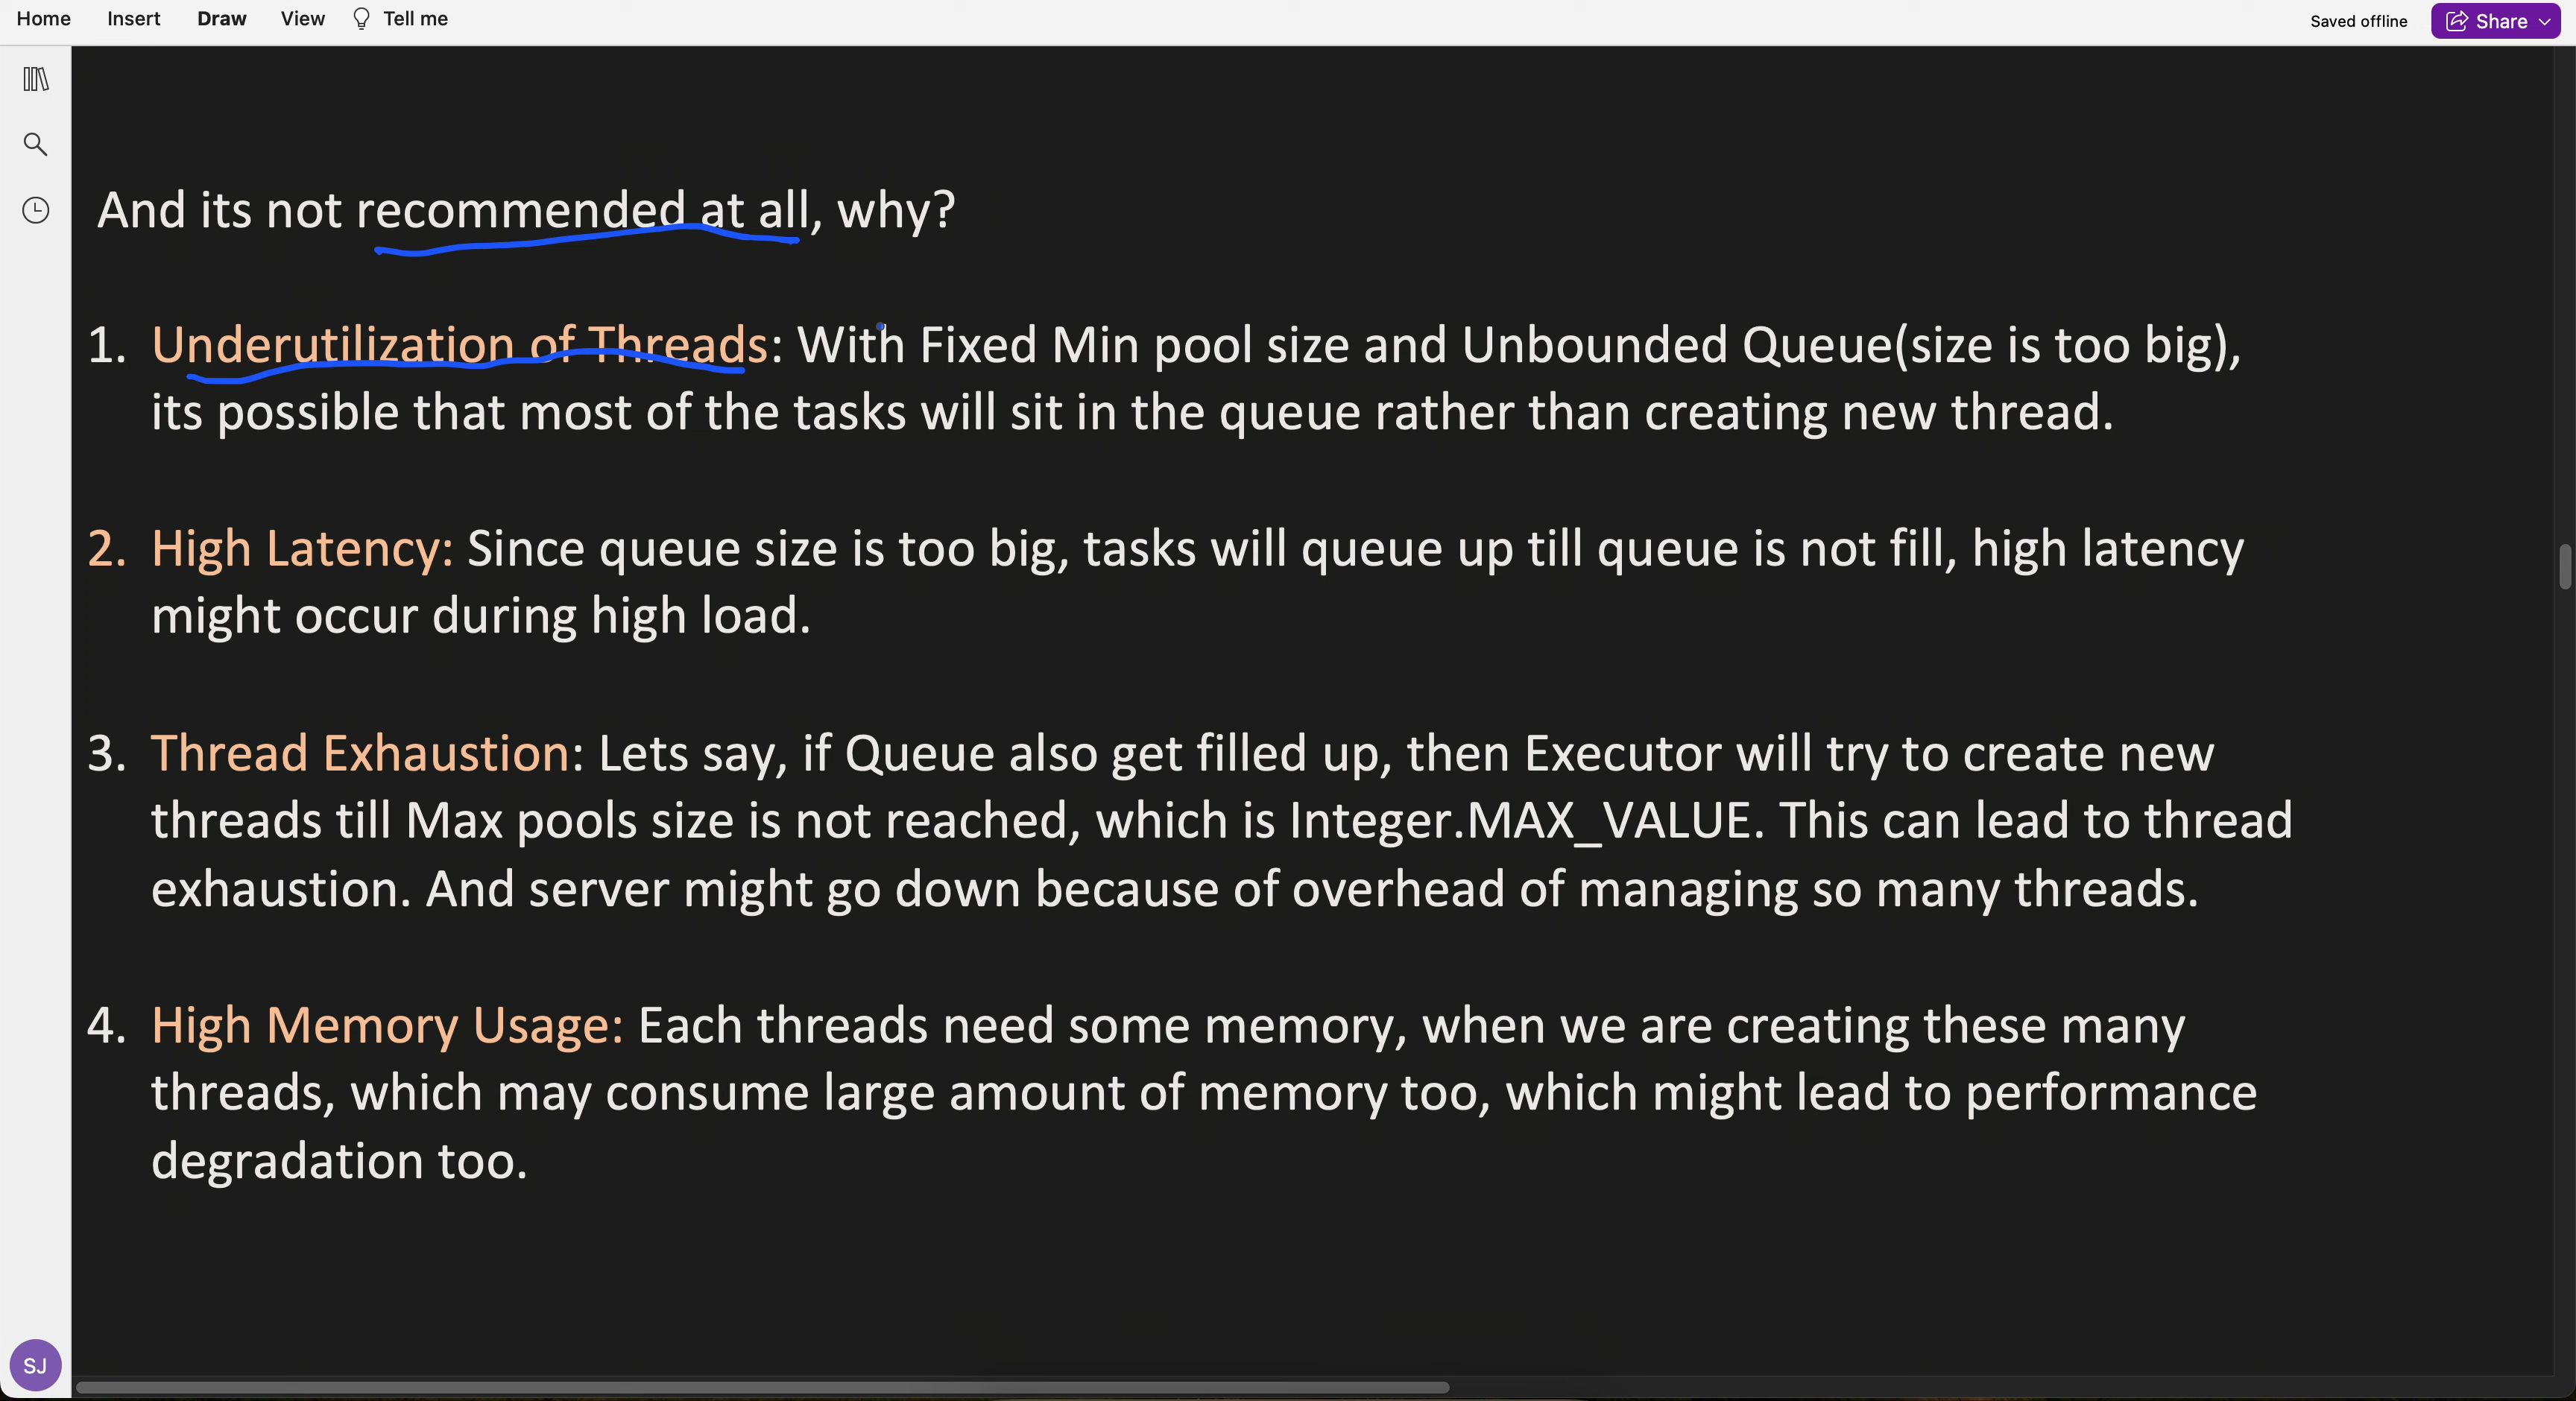 Home Insert Draw View Tell me Saved offline Share
And its not recommended at all, why?
1. Underutilization of Threads: With Fixed Min pool size and Unbounded Queue(size is too big),
its possible that most of the tasks will sit in the queue rather than creating new thread.
2. High Latency: Since queue size is too big, tasks will queue up till queue is not fill, high latency
might occur during high load.
3. Thread Exhaustion: Lets say, if Queue also get filled up, then Executor will try to create new
threads till Max pools size is not reached, which is Integer.MAX_VALUE. This can lead to thread
exhaustion. And server might go down because of overhead of managing so many threads.
4. High Memory Usage: Each threads need some memory, when we are creating these many
threads, which may consume large amount of memory too, which might lead to performance
degradation too.
SJ